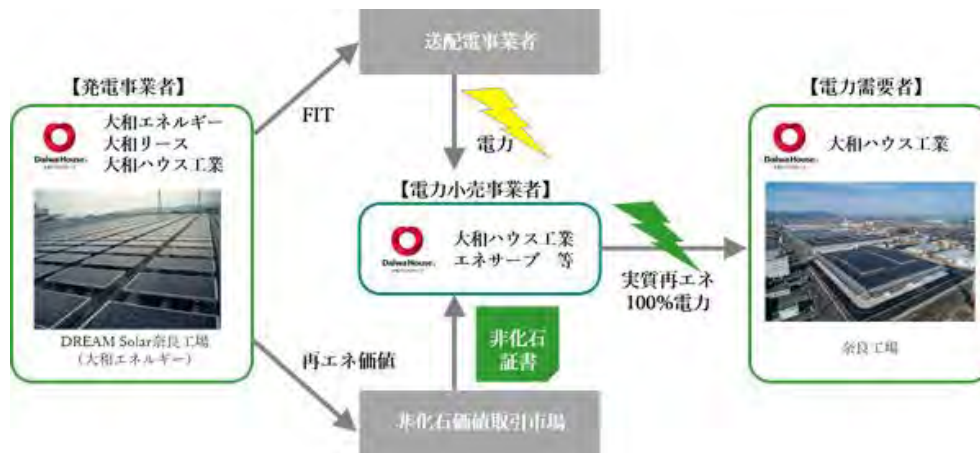 送配電事業者
【発電事業者】
大和エネルギー
大和リース
大和ハウス工業
DaiwaHouse
DREAM Solar奈良工場
（大和エネルギー）
FIT
電力
【電力小売事業者】
DaiwaHouse
大和ハウス工業
エネサーブ 等
再エネ価値
非化石
証書
非化石価値取引市場
実質再エネ
100%電力
【電力需要者】
DaiwaHouse
大和ハウス工業
奈良工場